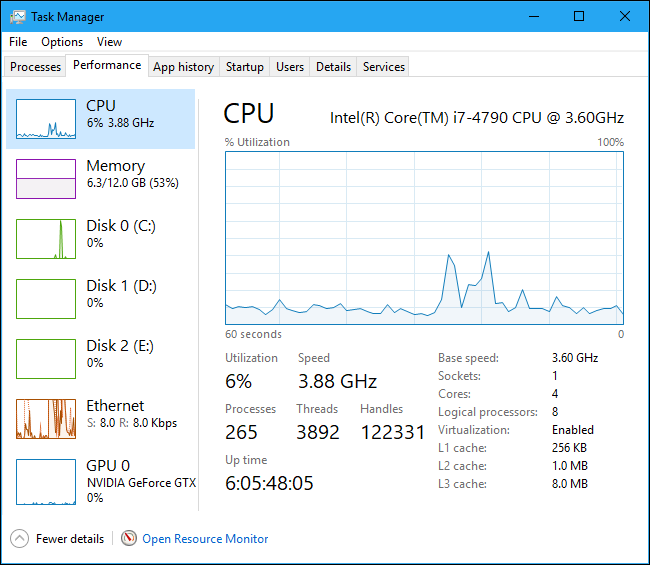 Task Manager
File Options View
Processes Performance App history Startup Users Details Services
CPU
6% 3.88 GHz
Memory
6.3/12.0 GB (53%)
Disk 0 (C:)
0%
Disk 1 (D:)
0%
Disk 2 (E:)
0%
Ethernet
S: 8.0 R: 8.0 Kbps
GPU 0
NVIDIA GeForce GTX
0%
CPU Intel(R) Core(TM) i7-4790 CPU @ 3.60GHz
% Utilization 100%
60 seconds 0
Utilization Speed
6% 3.88 GHz
Processes Threads Handles
265 3892 122331
Up time
6:05:48:05
Base speed: 3.60 GHz
Sockets: 1
Cores: 4
Logical processors: 8
Virtualization: Enabled
L1 cache: 256 KB
L2 cache: 1.0 MB
L3 cache: 8.0 MB
Fewer details Open Resource Monitor